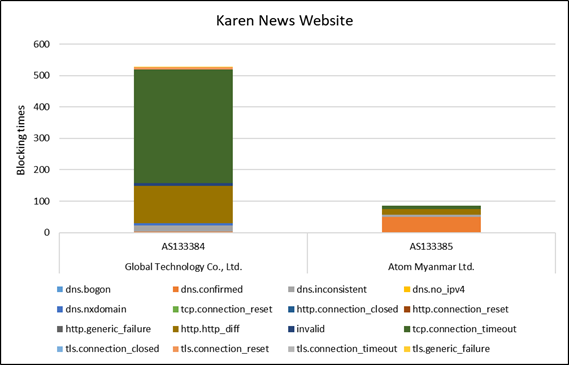 Karen News Website
600
500
400
300
200
100
0
Blocking times
AS133384 AS133385
Global Technology Co., Ltd. Atom Myanmar Ltd.
dns.bogon dns.confirmed dns.inconsistent dns.no_ipv4
dns.nxdomain tcp.connection_reset http.connection_closed http.connection_reset
http.generic_failure http.http_diff invalid tcp.connection_timeout
tls.connection_closed tls.connection_reset tls.connection_timeout tls.generic_failure